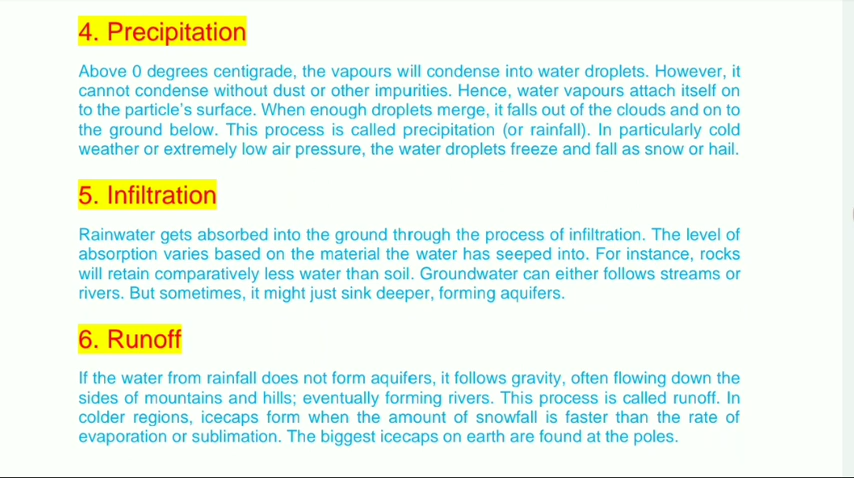 4. Precipitation
Above 0 degrees centigrade, the vapours will condense into water droplets. However, it
cannot condense without dust or other impurities. Hence, water vapours attach itself on
to the particle's surface. When enough droplets merge, it falls out of the clouds and on to
the ground below. This process is called precipitation (or rainfall). In particularly cold
weather or extremely low air pressure, the water droplets freeze and fall as snow or hail.
5. Infiltration
Rainwater gets absorbed into the ground through the process of infiltration. The level of
absorption varies based on the material the water has seeped into. For instance, rocks
will retain comparatively less water than soil. Groundwater can either follows streams or
rivers. But sometimes, it might just sink deeper, forming aquifers.
6. Runoff
If the water from rainfall does not form aquifers, it follows gravity, often flowing down the
sides of mountains and hills; eventually forming rivers. This process is called runoff. In
colder regions, icecaps form when the amount of snowfall is faster than the rate of
evaporation or sublimation. The biggest icecaps on earth are found at the poles.